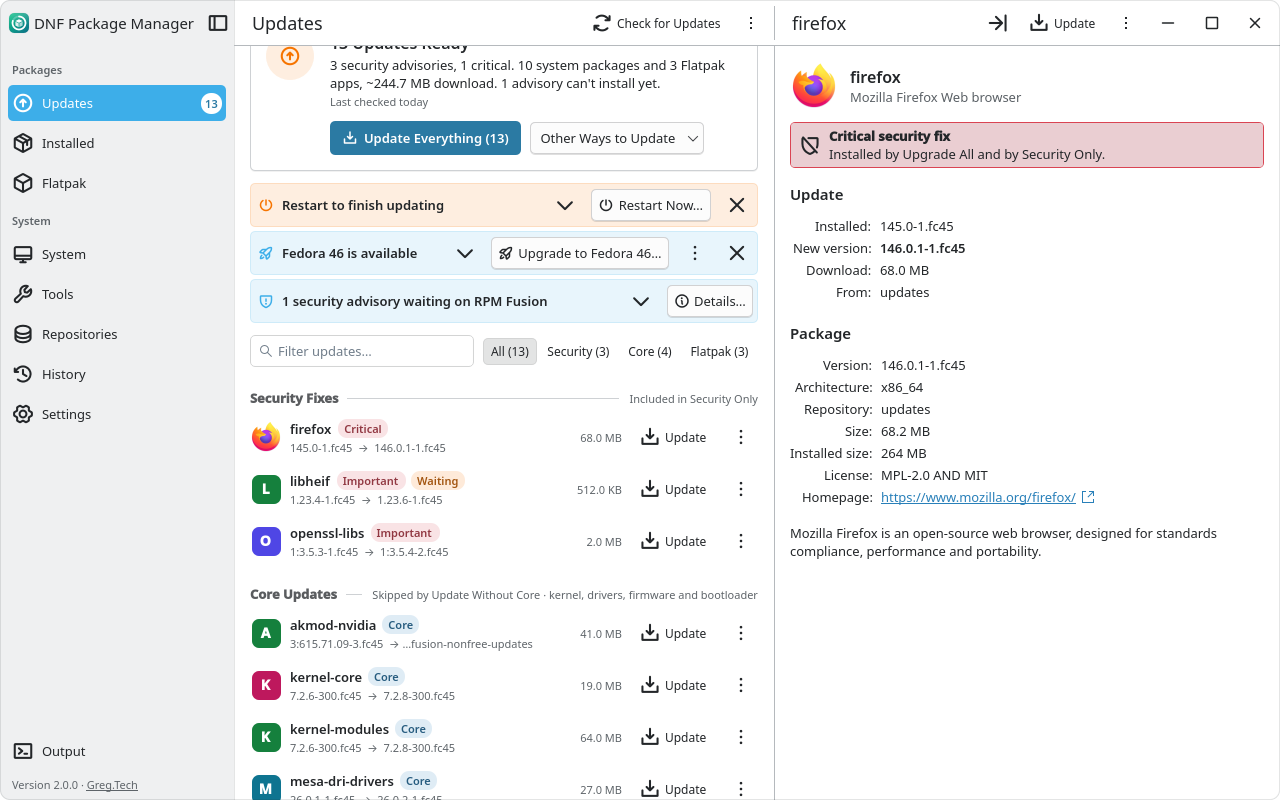 DNF Package Manager
Packages
Updates 13
Installed
Flatpak
System
System
Tools
Repositories
History
Settings
Output
Version 2.0.0 · Greg.Tech
Updates
Check for Updates
13 Updates Ready
3 security advisories, 1 critical. 10 system packages and 3 Flatpak
apps, ~244.7 MB download. 1 advisory can't install yet.
Last checked today
Update Everything (13)
Other Ways to Update
Restart to finish updating
Restart Now...
Fedora 46 is available
Upgrade to Fedora 46...
1 security advisory waiting on RPM Fusion
Details...
Filter updates...
All (13)
Security (3)
Core (4)
Flatpak (3)
Security Fixes
Included in Security Only
firefox Critical
145.0-1.fc45 → 146.0.1-1.fc45
68.0 MB
Update
L
libheif Important Waiting
1.23.4-1.fc45 → 1.23.6-1.fc45
512.0 KB
Update
O
openssl-libs Important
1:3.5.3-1.fc45 → 1:3.5.4-2.fc45
2.0 MB
Update
Core Updates
Skipped by Update Without Core · kernel, drivers, firmware and bootloader
A
akmod-nvidia Core
3:615.71.09-3.fc45 → ...fusion-nonfree-updates
41.0 MB
Update
K
kernel-core Core
7.2.6-300.fc45 → 7.2.8-300.fc45
19.0 MB
Update
K
kernel-modules Core
7.2.6-300.fc45 → 7.2.8-300.fc45
64.0 MB
Update
M
mesa-dri-drivers Core
27.0 MB
Update
firefox
Update
firefox
Mozilla Firefox Web browser
Critical security fix
Installed by Upgrade All and by Security Only.
Update
Installed: 145.0-1.fc45
New version: 146.0.1-1.fc45
Download: 68.0 MB
From: updates
Package
Version: 146.0.1-1.fc45
Architecture: x86_64
Repository: updates
Size: 68.2 MB
Installed size: 264 MB
License: MPL-2.0 AND MIT
Homepage: https://www.mozilla.org/firefox/
Mozilla Firefox is an open-source web browser, designed for standards
compliance, performance and portability.